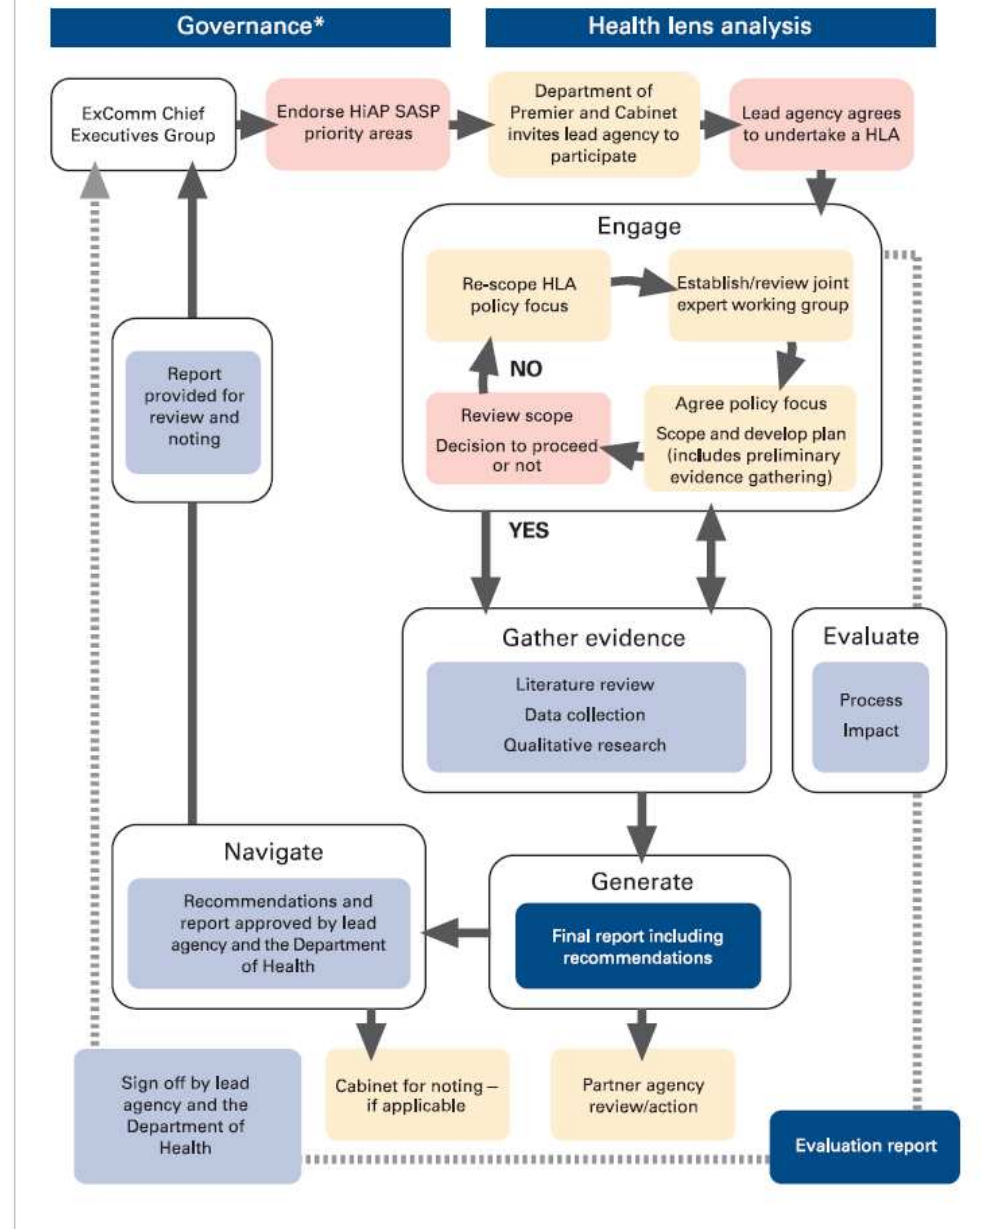 Governance*
Health lens analysis
ExComm Chief
Executives Group
Endorse HiAP SASP
priority areas
Department of
Premier and Cabinet
invites lead agency to
participate
Lead agency agrees
to undertake a HLA
Engage
Re-scope HLA
policy focus
Establish/review joint
expert working group
NO
Review scope
Decision to proceed
or not
Agree policy focus
Scope and develop plan
(includes preliminary
evidence gathering)
Report
provided for
review and
noting
YES
Gather evidence
Literature review
Data collection
Qualitative research
Evaluate
Process
Impact
Navigate
Recommendations and
report approved by lead
agency and the Department
of Health
Generate
Final report including
recommendations
Sign off by lead
agency and the
Department of
Health
Cabinet for noting –
if applicable
Partner agency
review/action
Evaluation report